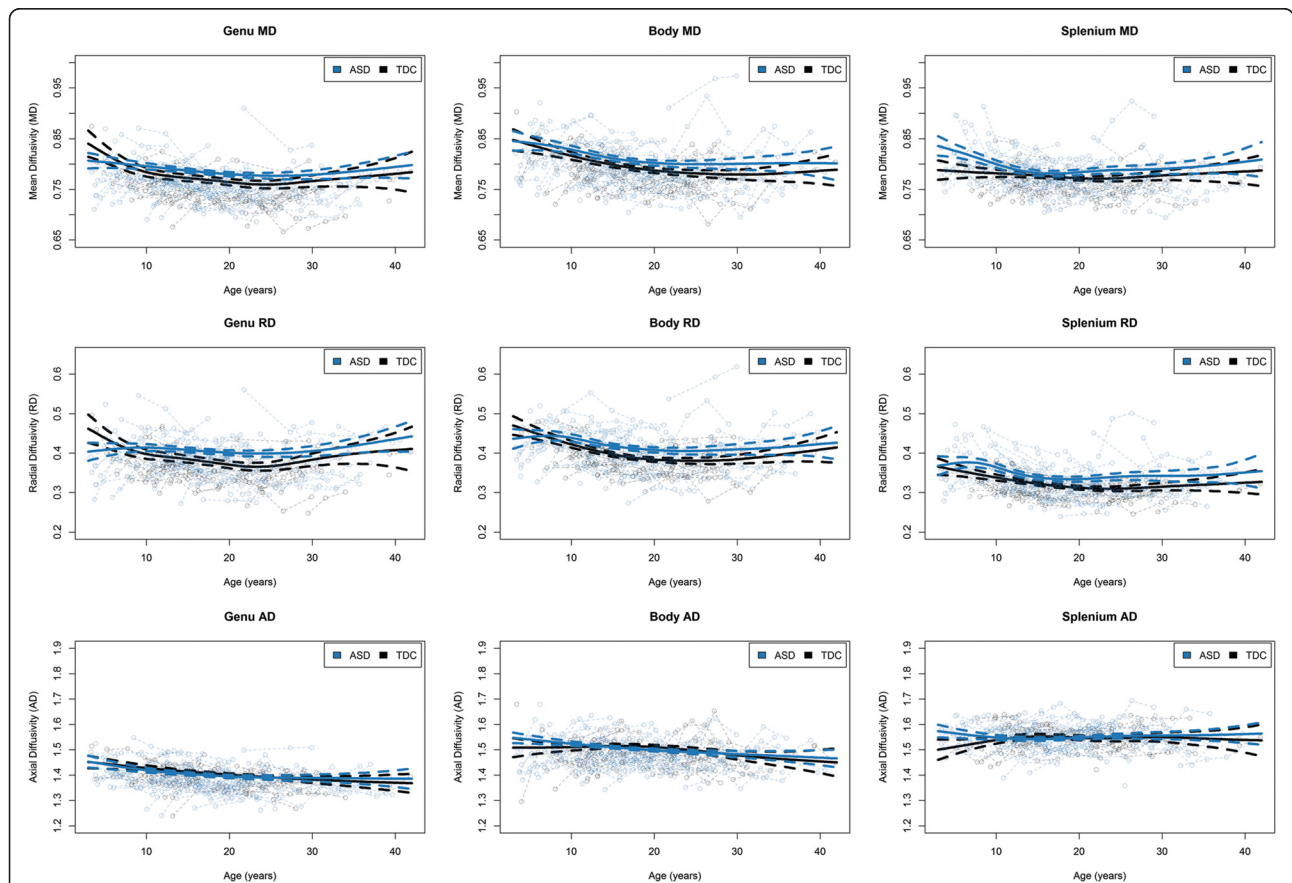 Genu MD
Body MD
Splenium MD
ASD TDC
ASD TDC
ASD TDC
Mean Diffusivity (MD)
0.65 0.75 0.85 0.95
Mean Diffusivity (MD)
0.65 0.75 0.85 0.95
Mean Diffusivity (MD)
0.65 0.75 0.85 0.95
10 20 30 40
10 20 30 40
10 20 30 40
Age (years)
Age (years)
Age (years)
Genu RD
Body RD
Splenium RD
ASD TDC
ASD TDC
ASD TDC
Radial Diffusivity (RD)
0.2 0.3 0.4 0.5 0.6
Radial Diffusivity (RD)
0.2 0.3 0.4 0.5 0.6
Radial Diffusivity (RD)
0.2 0.3 0.4 0.5 0.6
10 20 30 40
10 20 30 40
10 20 30 40
Age (years)
Age (years)
Age (years)
Genu AD
Body AD
Splenium AD
ASD TDC
ASD TDC
ASD TDC
Axial Diffusivity (AD)
1.2 1.3 1.4 1.5 1.6 1.7 1.8 1.9
Axial Diffusivity (AD)
1.2 1.3 1.4 1.5 1.6 1.7 1.8 1.9
Axial Diffusivity (AD)
1.2 1.3 1.4 1.5 1.6 1.7 1.8 1.9
10 20 30 40
10 20 30 40
10 20 30 40
Age (years)
Age (years)
Age (years)